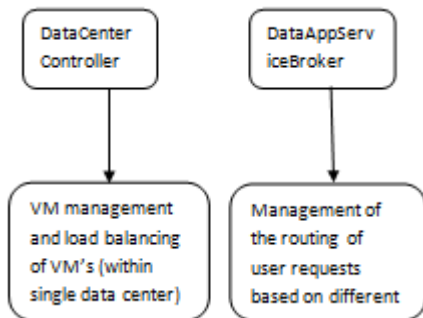 DataCenter
Controller
DataAppServ
iceBroker
VM management
and load balancing
of VM's (within
single data center)
Management of
the routing of
user requests
based on different